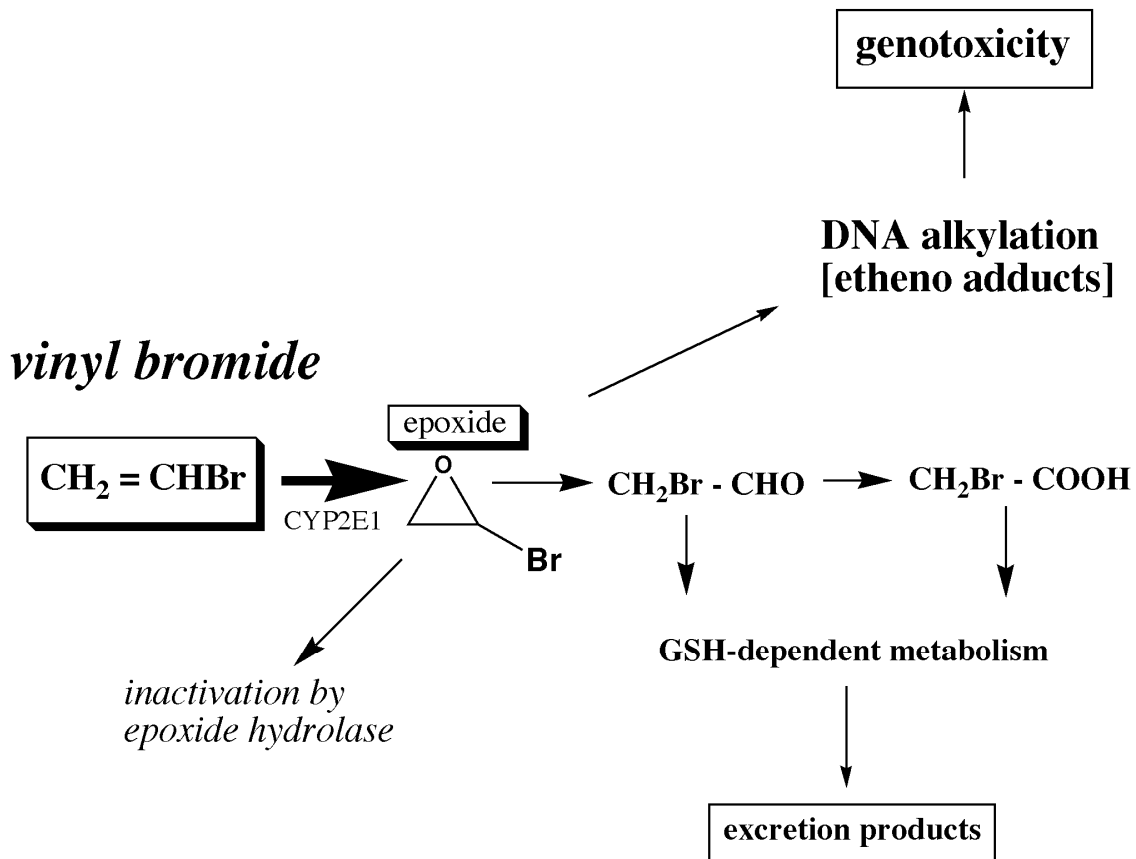 genotoxicity
DNA alkylation
[etheno adducts]
vinyl bromide
epoxide
CH₂ = CHBr
CYP2E1
O
Br
CH₂Br - CHO
CH₂Br - COOH
GSH-dependent metabolism
inactivation by
epoxide hydrolase
excretion products